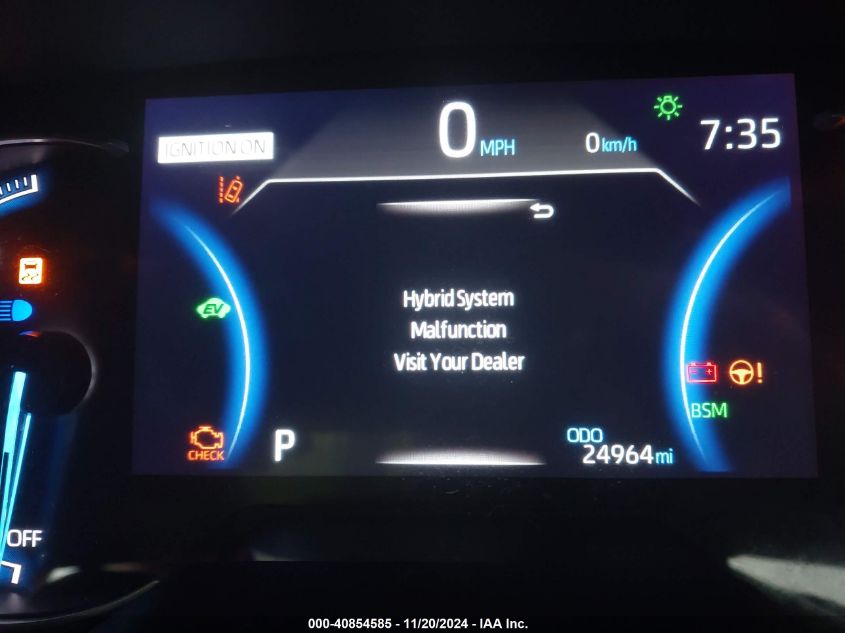 0 MPH
0 km/h
7:35
IGNITION ON
Hybrid System
Malfunction
Visit Your Dealer
EV
BSM
CHECK
P
ODO
24964 mi
OFF
000-40854585 - 11/20/2024 - IAA Inc.